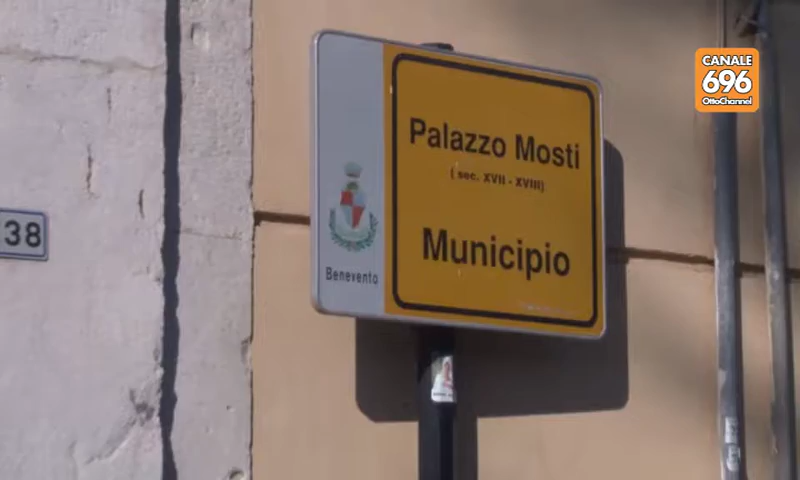 CANALE
696
OttoChannel
Palazzo Mosti
( sec. XVII - XVIII)
Municipio
Benevento
38